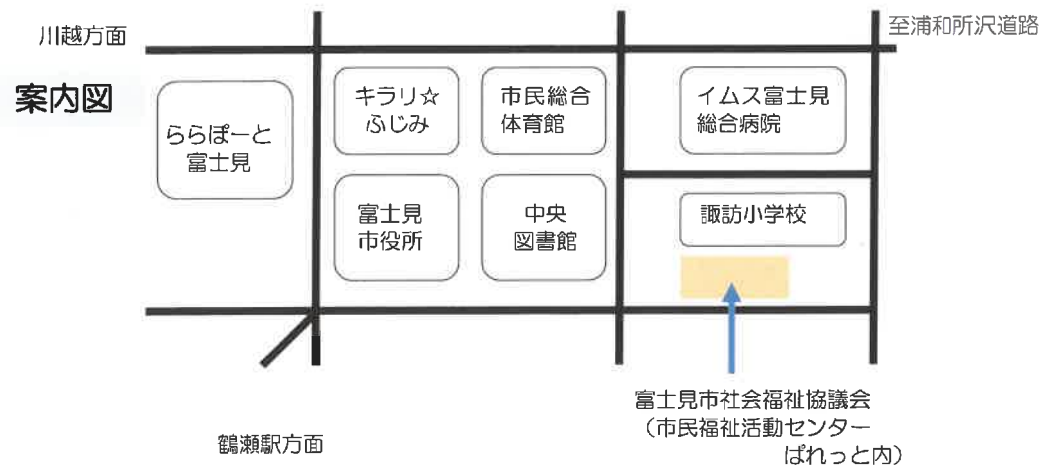 川越方面
至浦和所沢道路
案内図
ららぽーと
富士見
キラリ☆
ふじみ
市民総合
体育館
イムス富士見
総合病院
富士見
市役所
中央
図書館
諏訪小学校
富士見市社会福祉協議会
（市民福祉活動センター
ぱれっと内）
鶴瀬駅方面